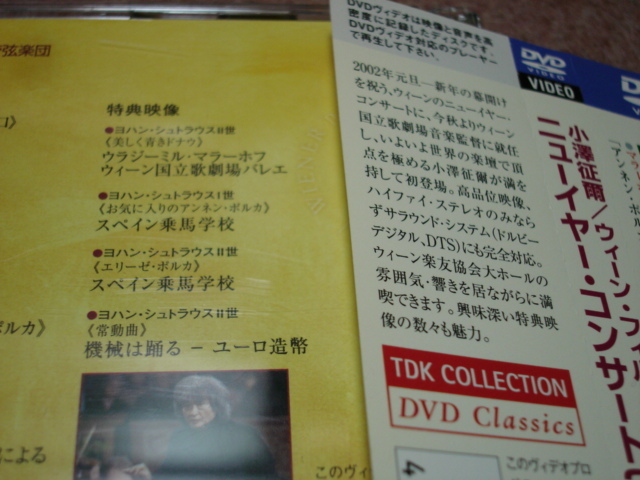 弦楽団
特典映像
●ヨハン・シュトラウスII世
《美しく青きドナウ》
ウラジーミル・マラーホフ
ウィーン国立歌劇場バレエ
●ヨハン・シュトラウスI世
《お気に入りのアンネン・ポルカ》
スペイン乗馬学校
●ヨハン・シュトラウスII世
《エリーゼ・ポルカ》
スペイン乗馬学校
●ヨハン・シュトラウスII世
《常動曲》
機械は踊る － ユーロ造幣
ポルカ》
による
このヴィ
DVDヴィデオは映像と音声を高
密度に記録したディスクです。
DVDヴィデオ対応のプレーヤー
で再生して下さい。
2002年元旦―新年の幕開け
を祝う、ウィーンのニューイヤー・
コンサートに、今秋よりウィーン
国立歌劇場音楽監督に就任
し、いよいよ世界の楽壇で頂
点を極める小澤征爾が満を
持して初登場。高品位映像、
ハイファイ・ステレオのみなら
ずサラウンド・システム（ドルビー
デジタル、DTS）にも完全対応。
ウィーン楽友協会大ホールの
雰囲気・響きを居ながらに満
喫できます。興味深い特典映
像の数々も魅力。
TDK COLLECTION
DVD Classics
4
このヴィデオプロ
DVD
VIDEO
VIDEO
小澤征爾／ウィーン・フィル
ニューイヤー・コンサート
「アンネン・ポル